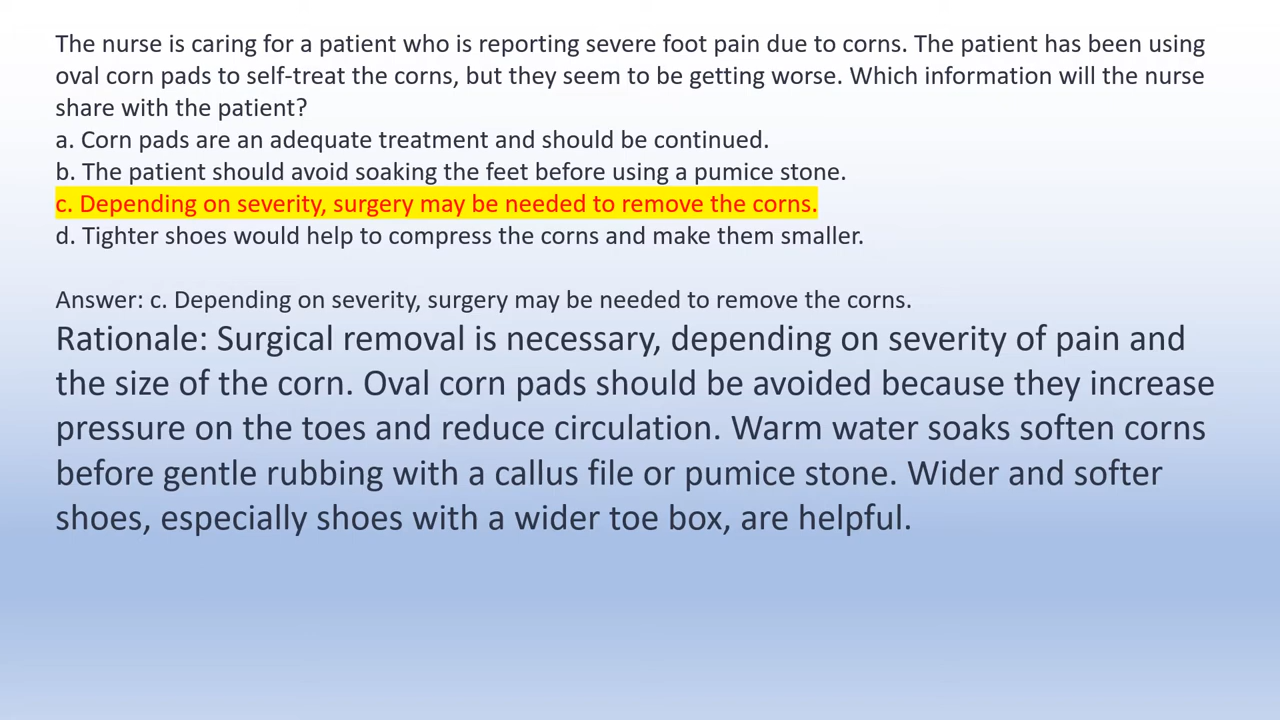 The nurse is caring for a patient who is reporting severe foot pain due to corns. The patient has been using
oval corn pads to self-treat the corns, but they seem to be getting worse. Which information will the nurse
share with the patient?
a. Corn pads are an adequate treatment and should be continued.
b. The patient should avoid soaking the feet before using a pumice stone.
c. Depending on severity, surgery may be needed to remove the corns.
d. Tighter shoes would help to compress the corns and make them smaller.
Answer: c. Depending on severity, surgery may be needed to remove the corns.
Rationale: Surgical removal is necessary, depending on severity of pain and
the size of the corn. Oval corn pads should be avoided because they increase
pressure on the toes and reduce circulation. Warm water soaks soften corns
before gentle rubbing with a callus file or pumice stone. Wider and softer
shoes, especially shoes with a wider toe box, are helpful.